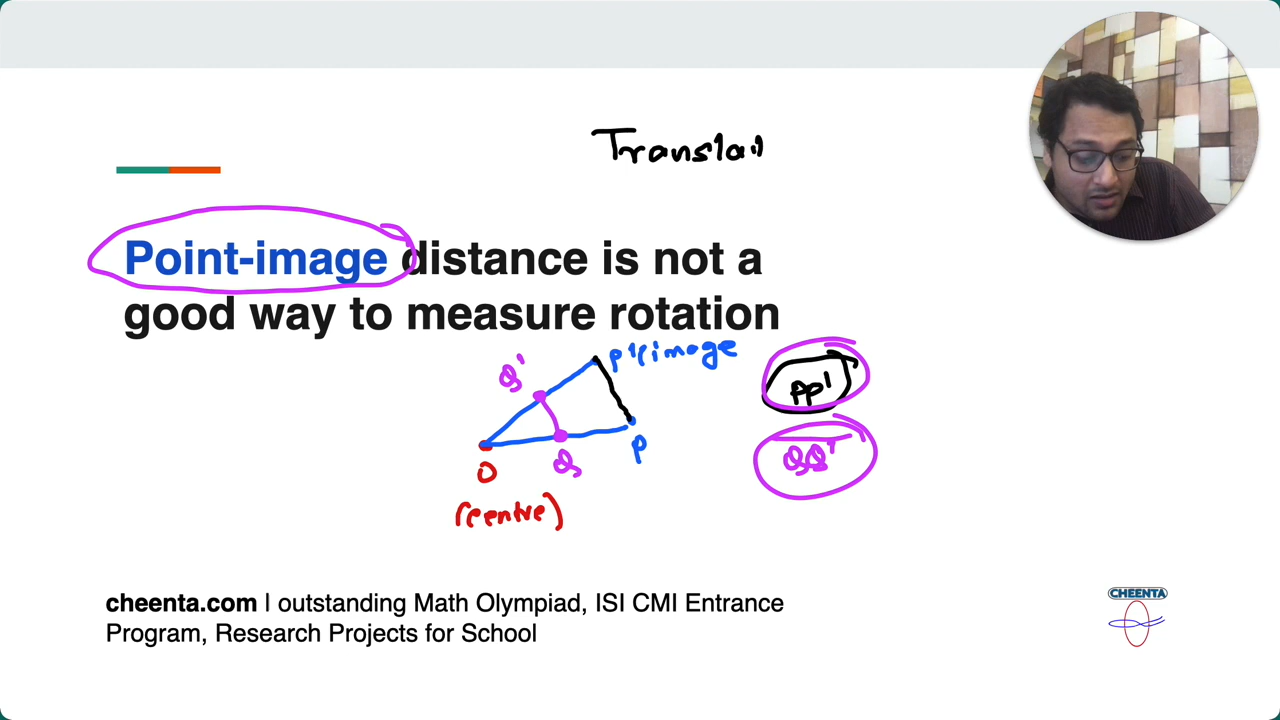 Translati
Point-image distance is not a
good way to measure rotation
P'(image
Q'
PP'
P
QQ'
Q
O
(centre)
cheenta.com | outstanding Math Olympiad, ISI CMI Entrance
Program, Research Projects for School
CHEENTA